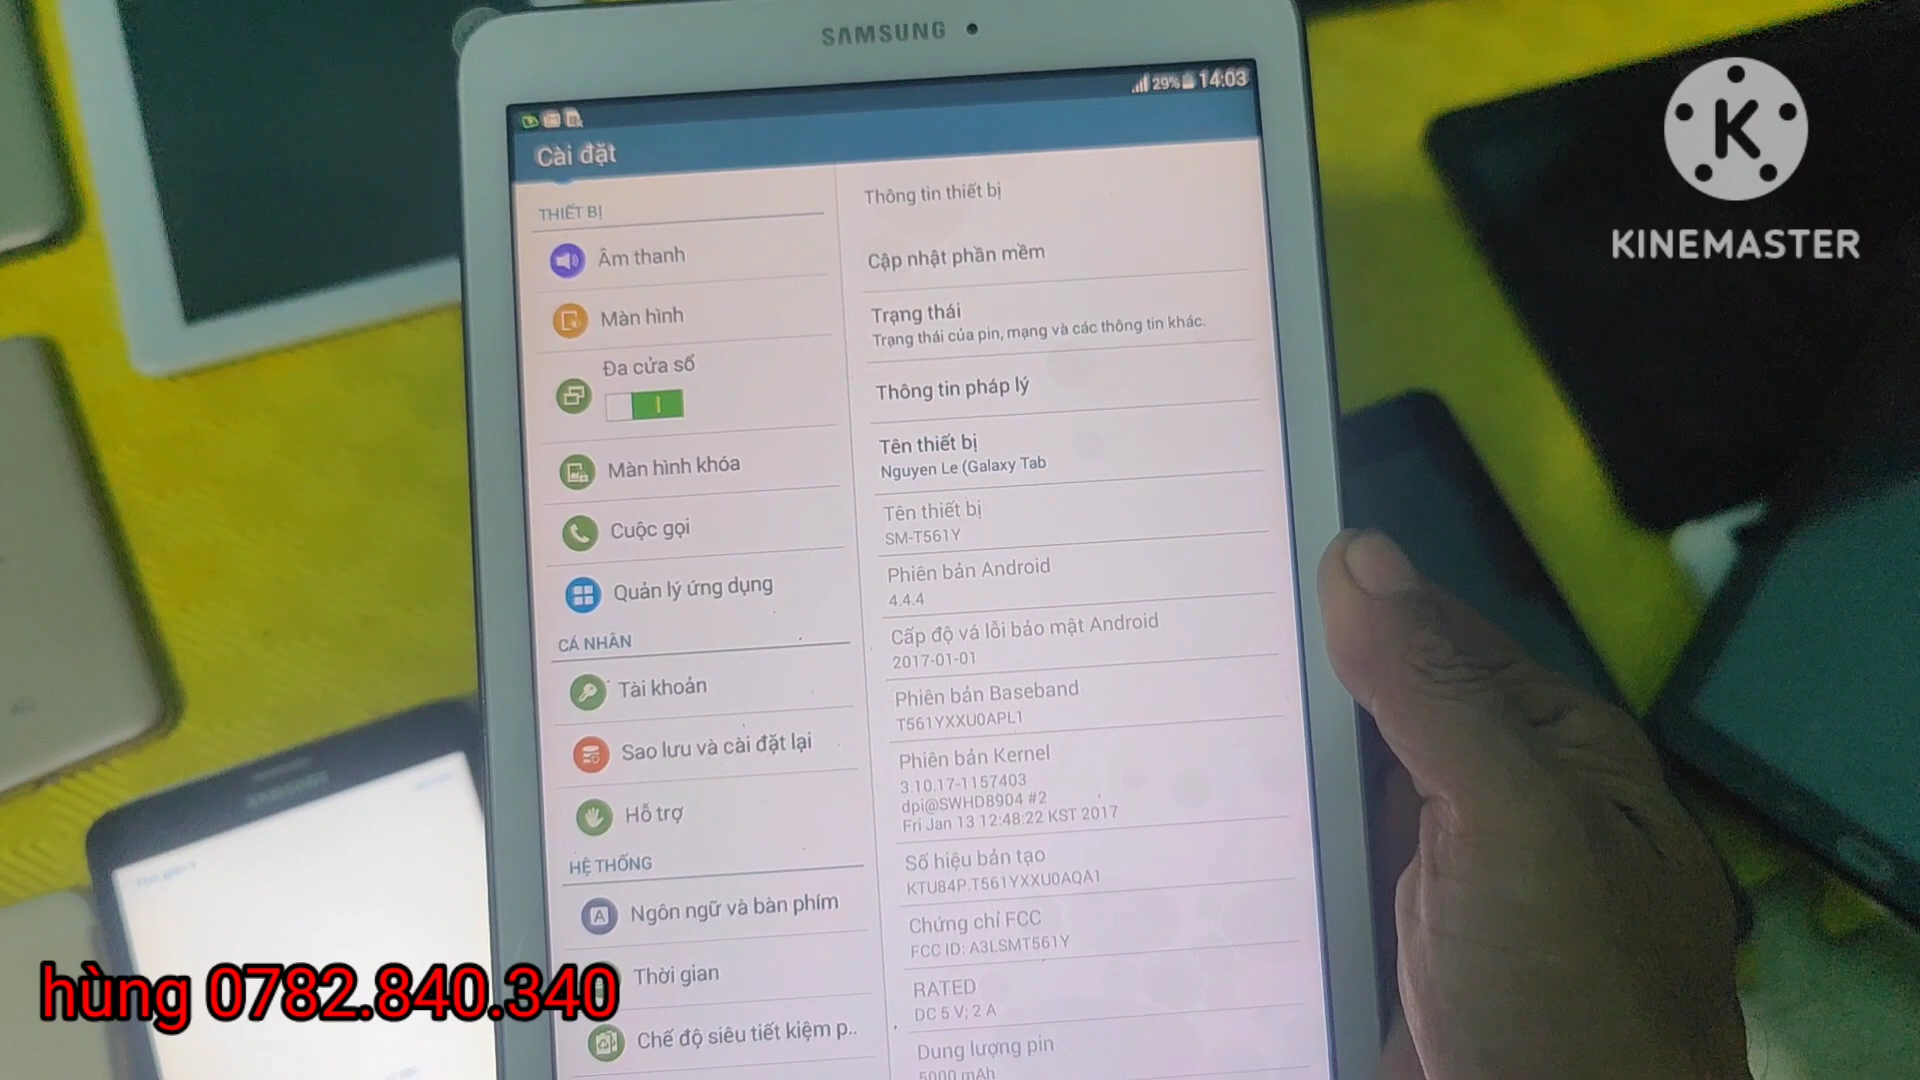 SAMSUNG
29% 14:03
Cài đặt
THIẾT BỊ
Âm thanh
Màn hình
Đa cửa sổ
Màn hình khóa
Cuộc gọi
Quản lý ứng dụng
CÁ NHÂN
Tài khoản
Sao lưu và cài đặt lại
Hỗ trợ
HỆ THỐNG
Ngôn ngữ và bàn phím
Thời gian
Chế độ siêu tiết kiệm p..
Thông tin thiết bị
Cập nhật phần mềm
Trạng thái
Trạng thái của pin, mạng và các thông tin khác.
Thông tin pháp lý
Tên thiết bị
Nguyen Le (Galaxy Tab
Tên thiết bị
SM-T561Y
Phiên bản Android
4.4.4
Cấp độ vá lỗi bảo mật Android
2017-01-01
Phiên bản Baseband
T561YXXU0APL1
Phiên bản Kernel
3.10.17-1157403
dpi@SWHD8904 #2
Fri Jan 13 12:48:22 KST 2017
Số hiệu bản tạo
KTU84P.T561YXXU0AQA1
Chứng chỉ FCC
FCC ID: A3LSMT561Y
RATED
DC 5 V; 2 A
Dung lượng pin
5000 mAh
K
KINEMASTER
hùng 0782.840.340